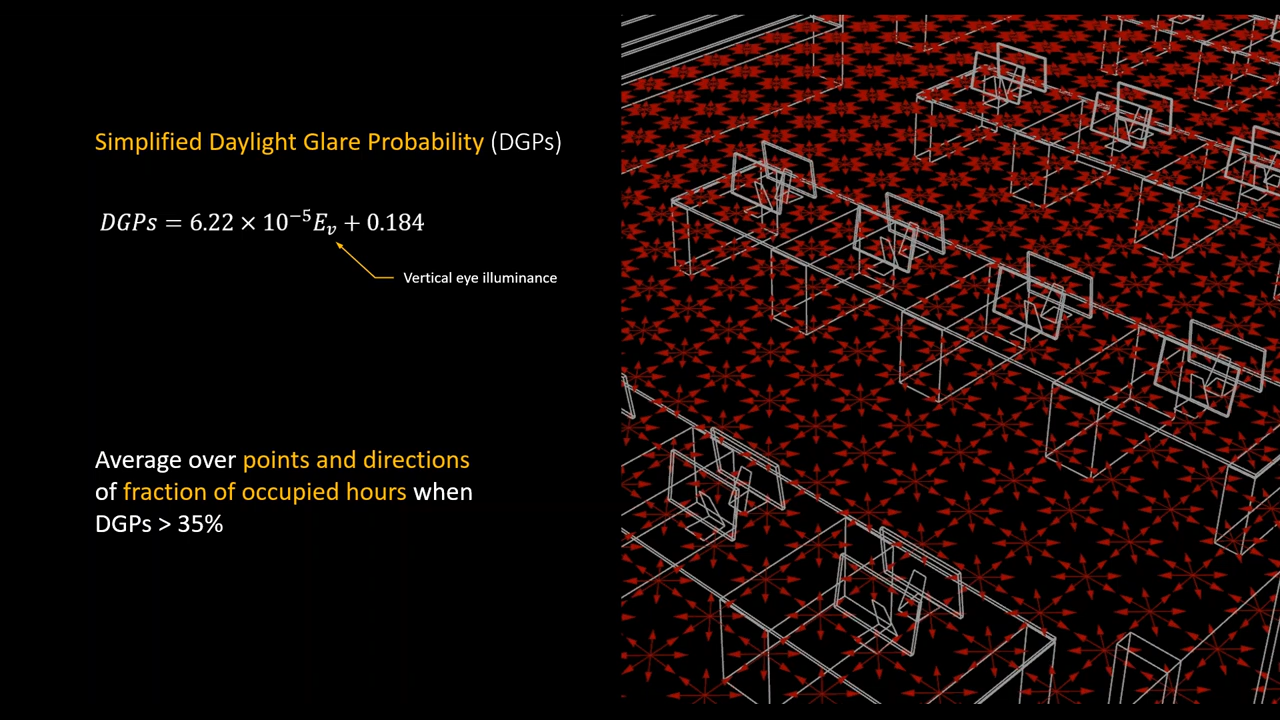 Simplified Daylight Glare Probability (DGPs)
DGPs = 6.22 × 10⁻⁵Eᵥ + 0.184
Vertical eye illuminance
Average over points and directions
of fraction of occupied hours when
DGPs > 35%